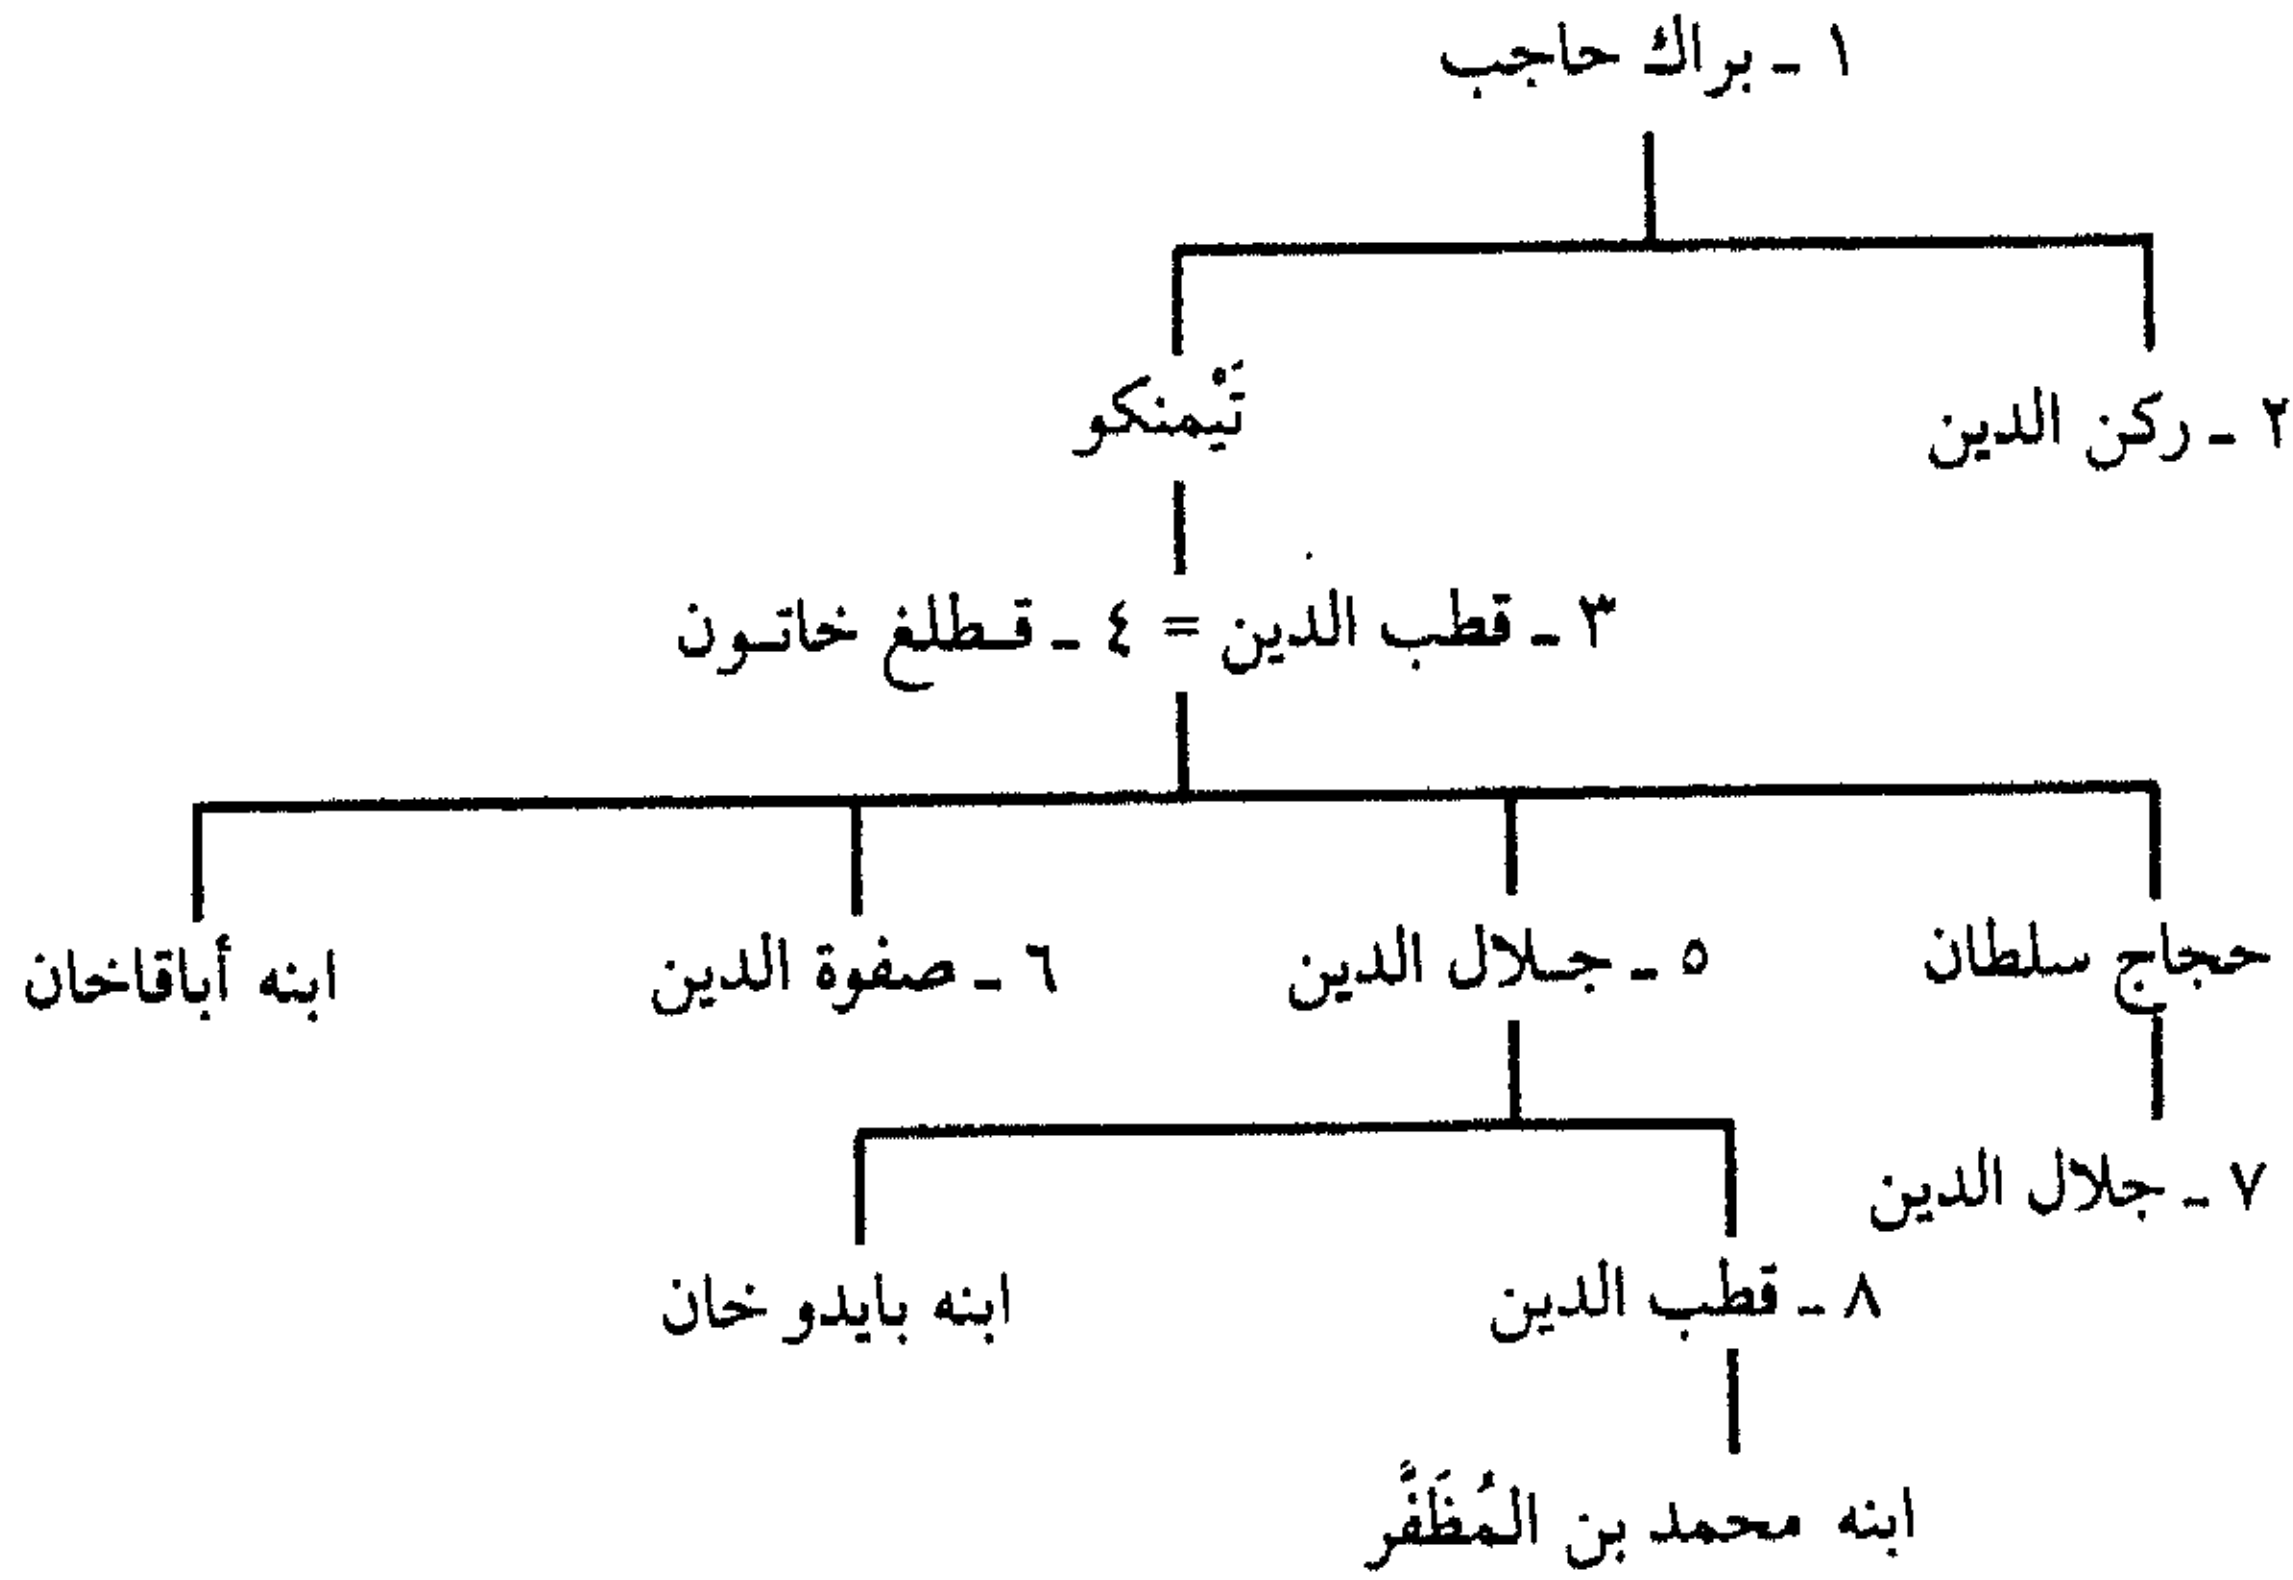 ١ ـ براك حاجب
٢ ـ ركن الدين
تَيْمنكو
٣ ـ قطب الدين = ٤ ـ قطلغ خاتون
حجاج سلطان
٥ ـ جلال الدين
٦ ـ صفوة الدين
ابنه أباقاخان
٧ ـ جلال الدين
٨ ـ قطب الدين
ابنه بايدو خان
ابنه محمد بن المُظَفَّر